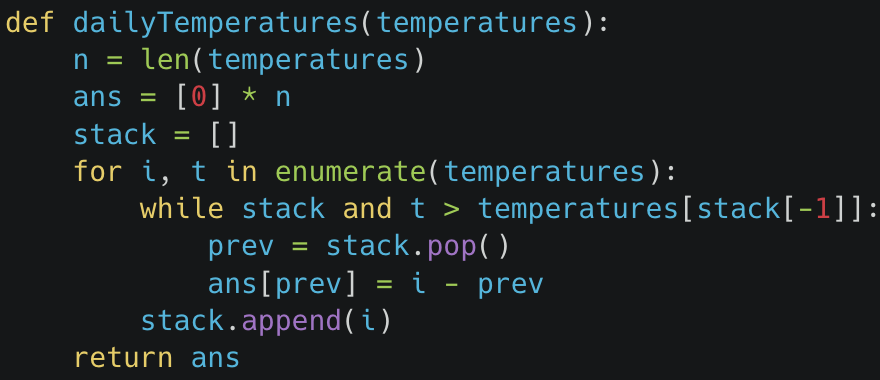 def dailyTemperatures(temperatures):
    n = len(temperatures)
    ans = [0] * n
    stack = []
    for i, t in enumerate(temperatures):
        while stack and t > temperatures[stack[-1]]:
            prev = stack.pop()
            ans[prev] = i - prev
        stack.append(i)
    return ans